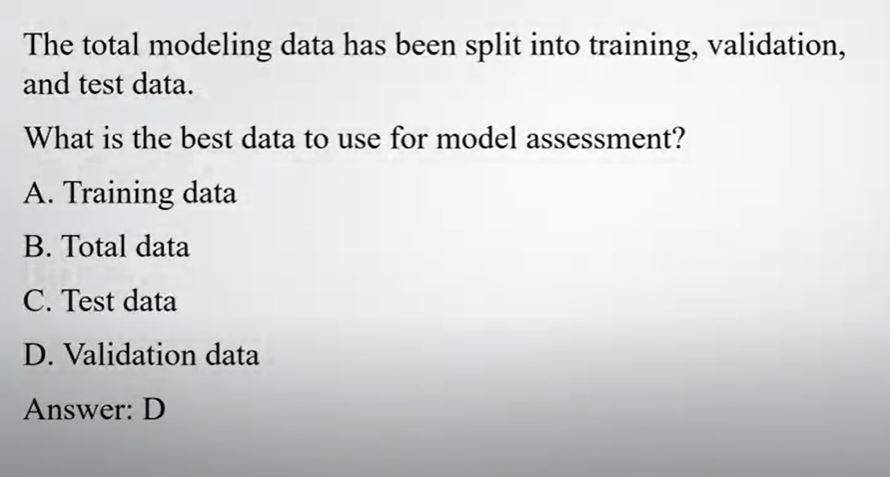 The total modeling data has been split into training, validation,
and test data.
What is the best data to use for model assessment?
A. Training data
B. Total data
C. Test data
D. Validation data
Answer: D